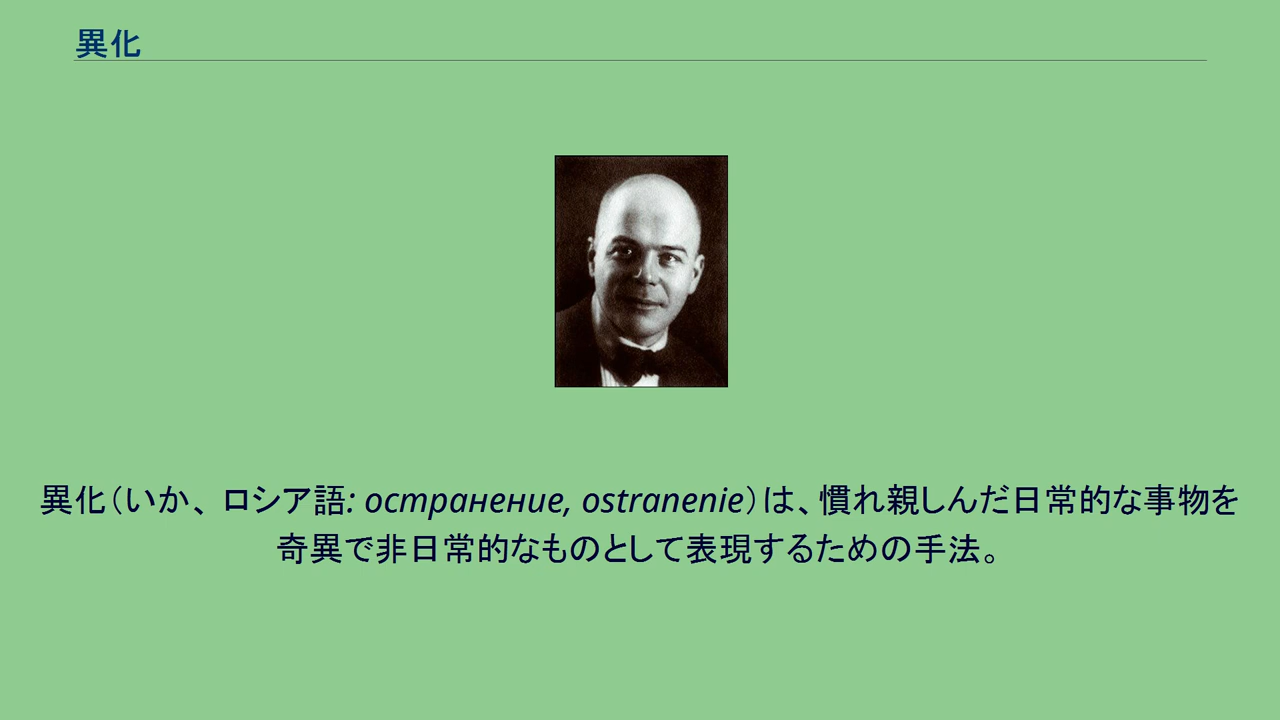 異化
異化（いか、 ロシア語: остранение, ostranenie）は、慣れ親しんだ日常的な事物を
奇異で非日常的なものとして表現するための手法。